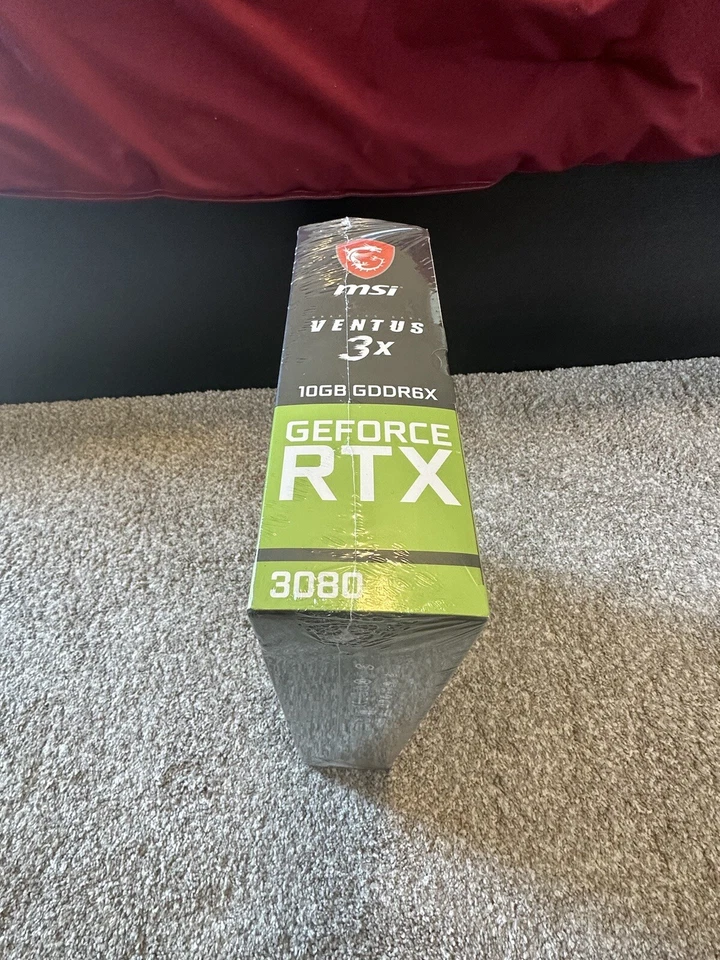 msi
VENTUS
3X
10GB GDDR6X
GEFORCE
RTX
3080